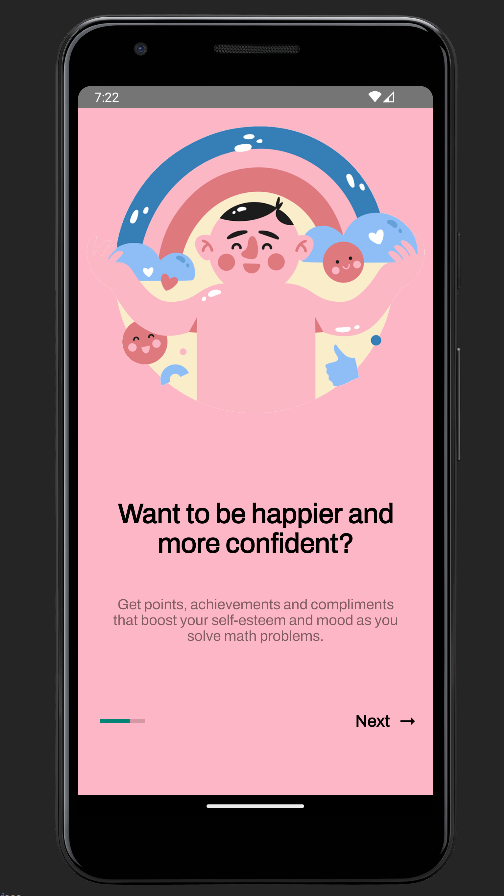 7:22
Want to be happier and
more confident?
Get points, achievements and compliments
that boost your self-esteem and mood as you
solve math problems.
Next →